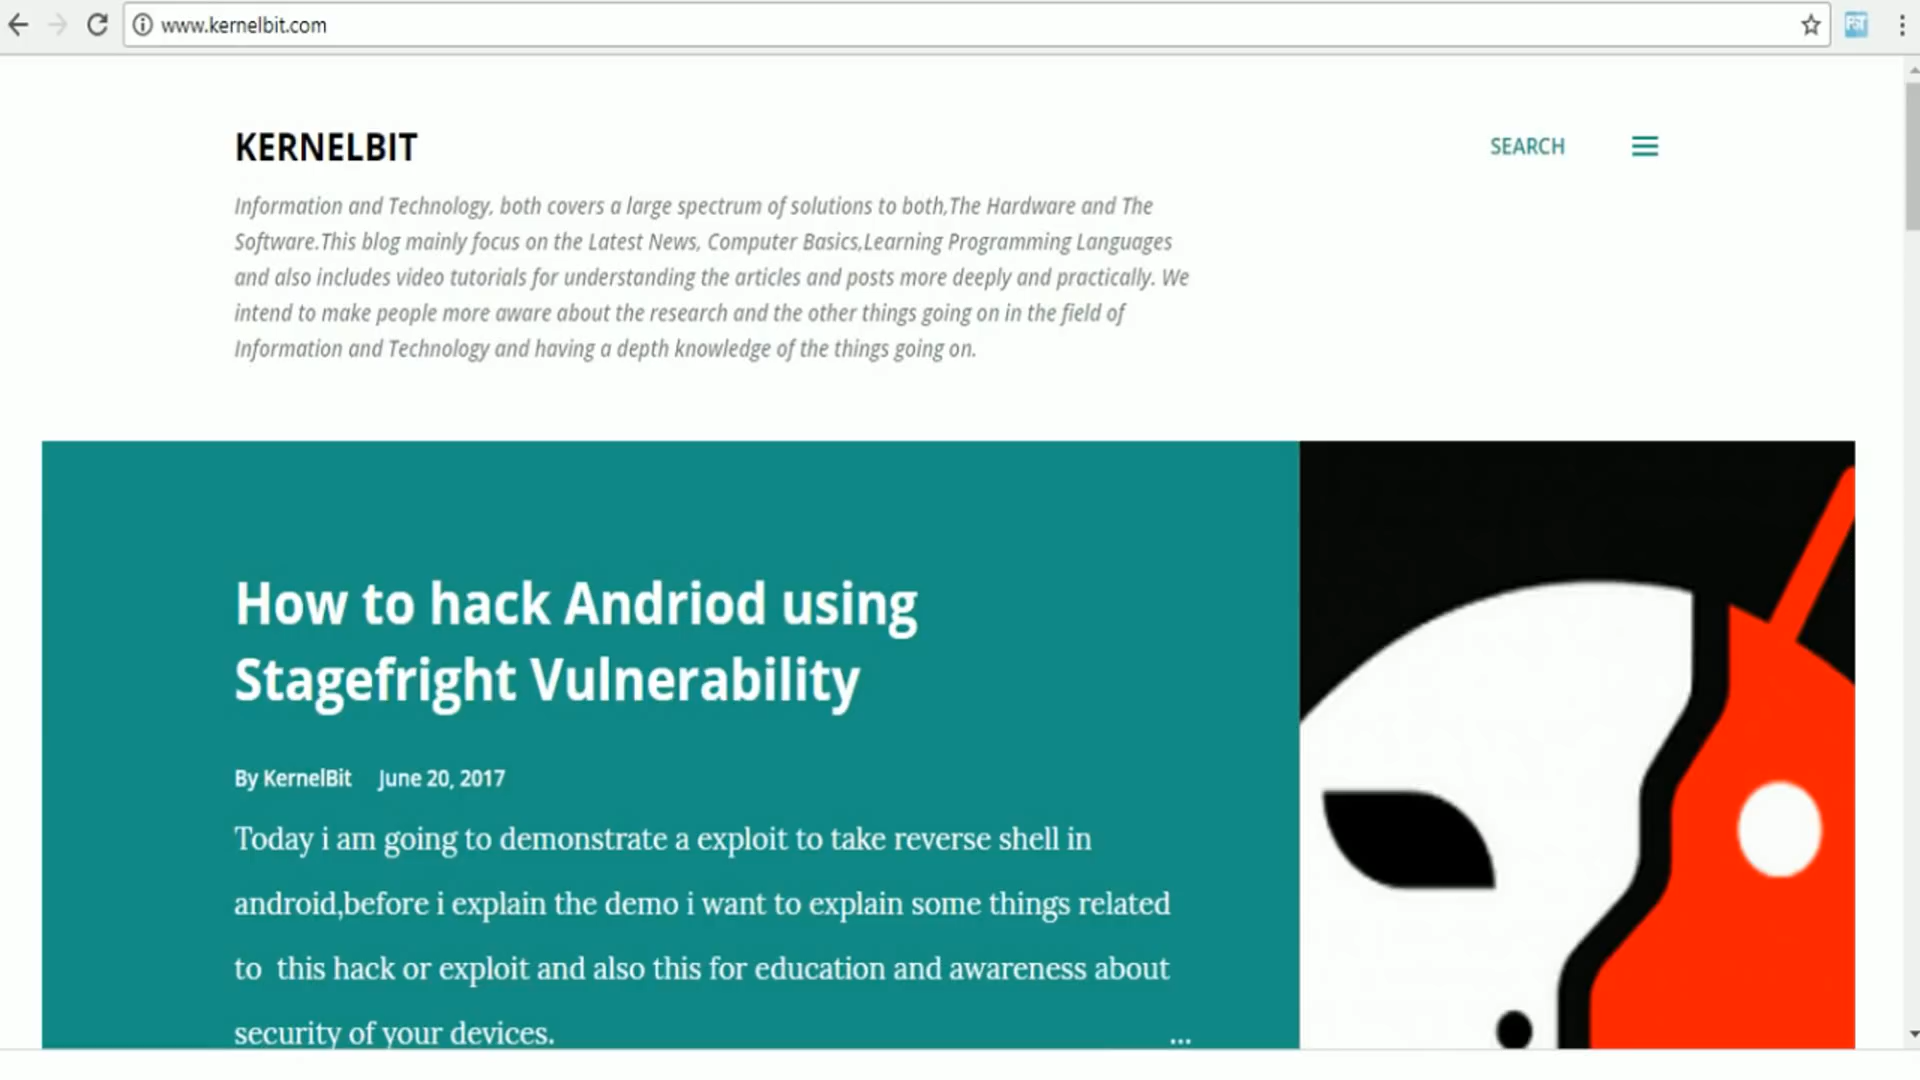 www.kernelbit.com
KERNELBIT
SEARCH
Information and Technology, both covers a large spectrum of solutions to both,The Hardware and The
Software.This blog mainly focus on the Latest News, Computer Basics,Learning Programming Languages
and also includes video tutorials for understanding the articles and posts more deeply and practically. We
intend to make people more aware about the research and the other things going on in the field of
Information and Technology and having a depth knowledge of the things going on.
How to hack Andriod using
Stagefright Vulnerability
By KernelBit June 20, 2017
Today i am going to demonstrate a exploit to take reverse shell in
android,before i explain the demo i want to explain some things related
to this hack or exploit and also this for education and awareness about
security of your devices. ...